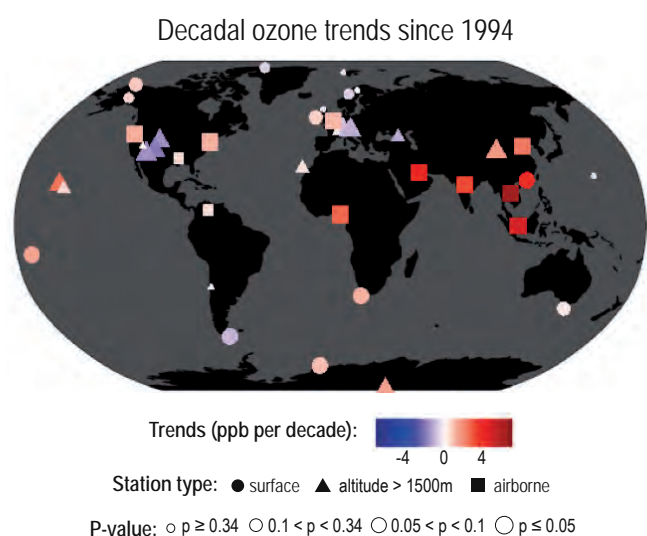 Decadal ozone trends since 1994
Trends (ppb per decade):
-4 0 4
Station type: surface altitude > 1500m airborne
P-value: p ≥ 0.34 0.1 < p < 0.34 0.05 < p < 0.1 p ≤ 0.05